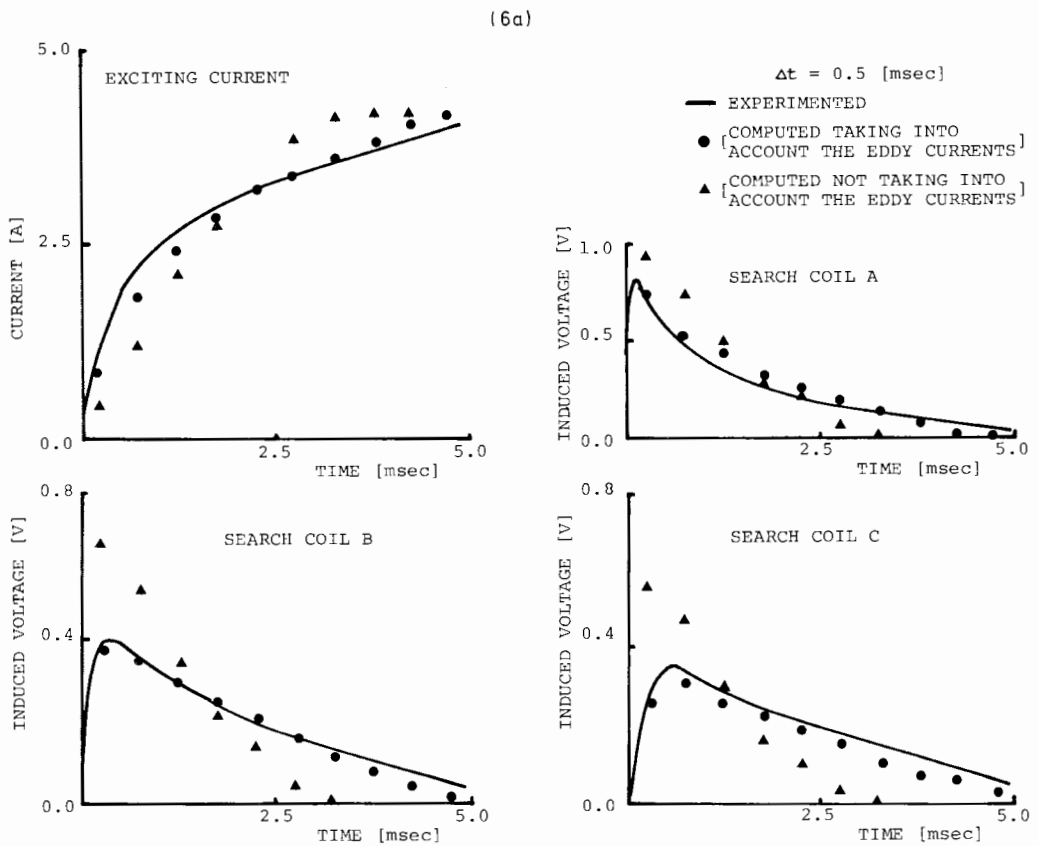 (6a)
5.0
EXCITING CURRENT
CURRENT [A]
2.5
0.0
2.5
5.0
TIME [msec]
Δt = 0.5 [msec]
EXPERIMENTED
[COMPUTED TAKING INTO
ACCOUNT THE EDDY CURRENTS]
[COMPUTED NOT TAKING INTO
ACCOUNT THE EDDY CURRENTS]
1.0
SEARCH COIL A
INDUCED VOLTAGE [V]
0.5
0.0
2.5
5.0
TIME [msec]
0.8
SEARCH COIL B
INDUCED VOLTAGE [V]
0.4
0.0
2.5
5.0
TIME [msec]
0.8
SEARCH COIL C
INDUCED VOLTAGE [V]
0.4
0.0
2.5
5.0
TIME [msec]